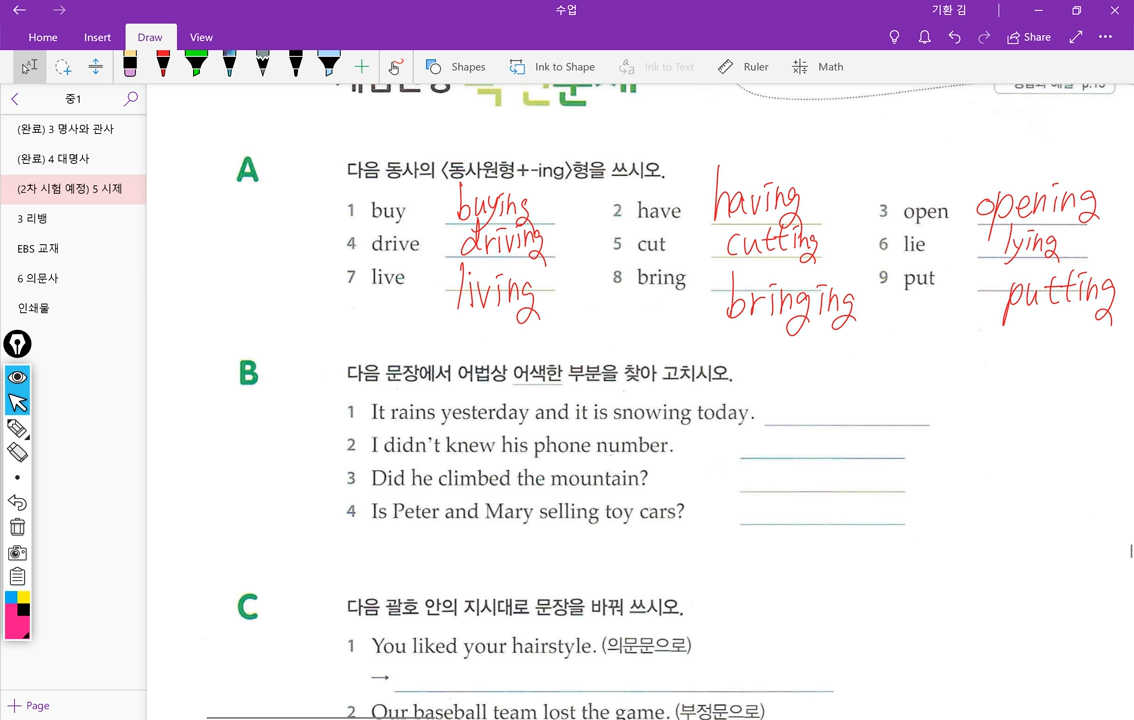 수업
기환 김
Home Insert Draw View
Share
Shapes Ink to Shape Ink to Text Ruler Math
중1
(완료) 3 명사와 관사
(완료) 4 대명사
(2차 시험 예정) 5 시제
3 리뱅
EBS 교재
6 의문사
인쇄물
Page
A 다음 동사의 〈동사원형+-ing〉형을 쓰시오.
1 buy buying 2 have having 3 open opening
4 drive driving 5 cut cutting 6 lie lying
7 live living 8 bring bringing 9 put putting
B 다음 문장에서 어법상 어색한 부분을 찾아 고치시오.
1 It rains yesterday and it is snowing today.
2 I didn't knew his phone number.
3 Did he climbed the mountain?
4 Is Peter and Mary selling toy cars?
C 다음 괄호 안의 지시대로 문장을 바꿔 쓰시오.
1 You liked your hairstyle. (의문문으로)
→
2 Our baseball team lost the game. (부정문으로)